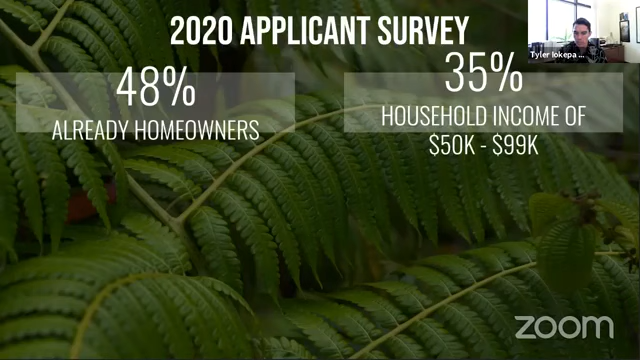 2020 APPLICANT SURVEY
48%
ALREADY HOMEOWNERS
35%
HOUSEHOLD INCOME OF
$50K - $99K
Tyler Iokepa ...
zoom